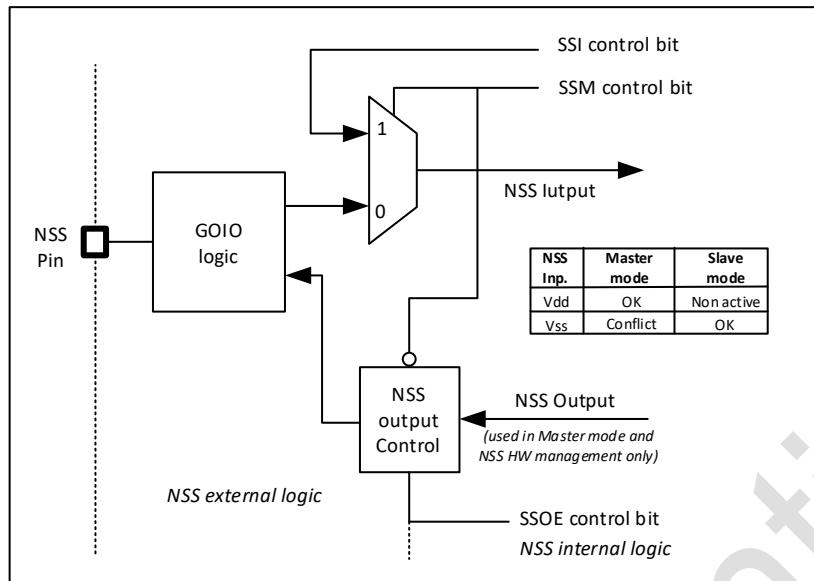 SSI control bit
SSM control bit
1
0
NSS Iutput
GOIO
logic
NSS
Pin
NSS Master Slave
Inp. mode mode
Vdd OK Non active
Vss Conflict OK
NSS
output
Control
NSS Output
(used in Master mode and
NSS HW management only)
NSS external logic
SSOE control bit
NSS internal logic